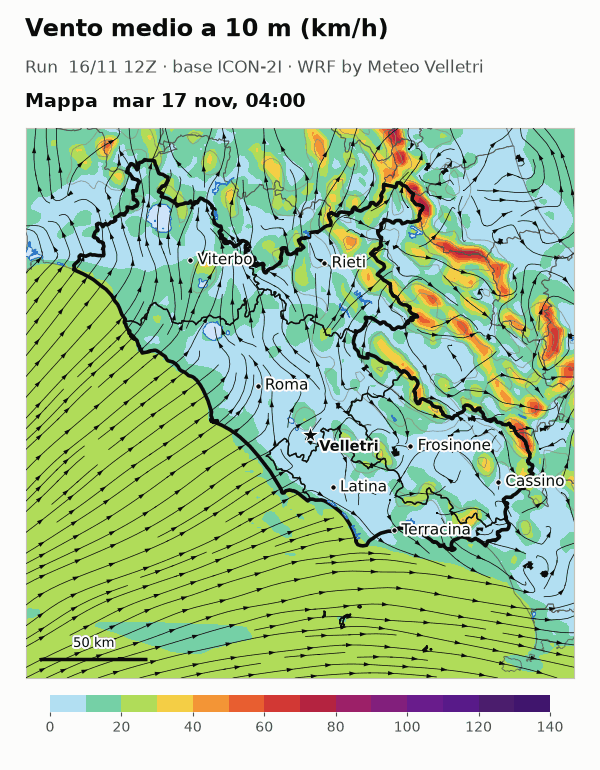 Vento medio a 10 m (km/h)
Run  16/11 12Z · base ICON-2I · WRF by Meteo Velletri
Mappa  mar 17 nov, 04:00
Viterbo
Rieti
Roma
Velletri
Frosinone
Latina
Cassino
Terracina
50 km
0 20 40 60 80 100 120 140